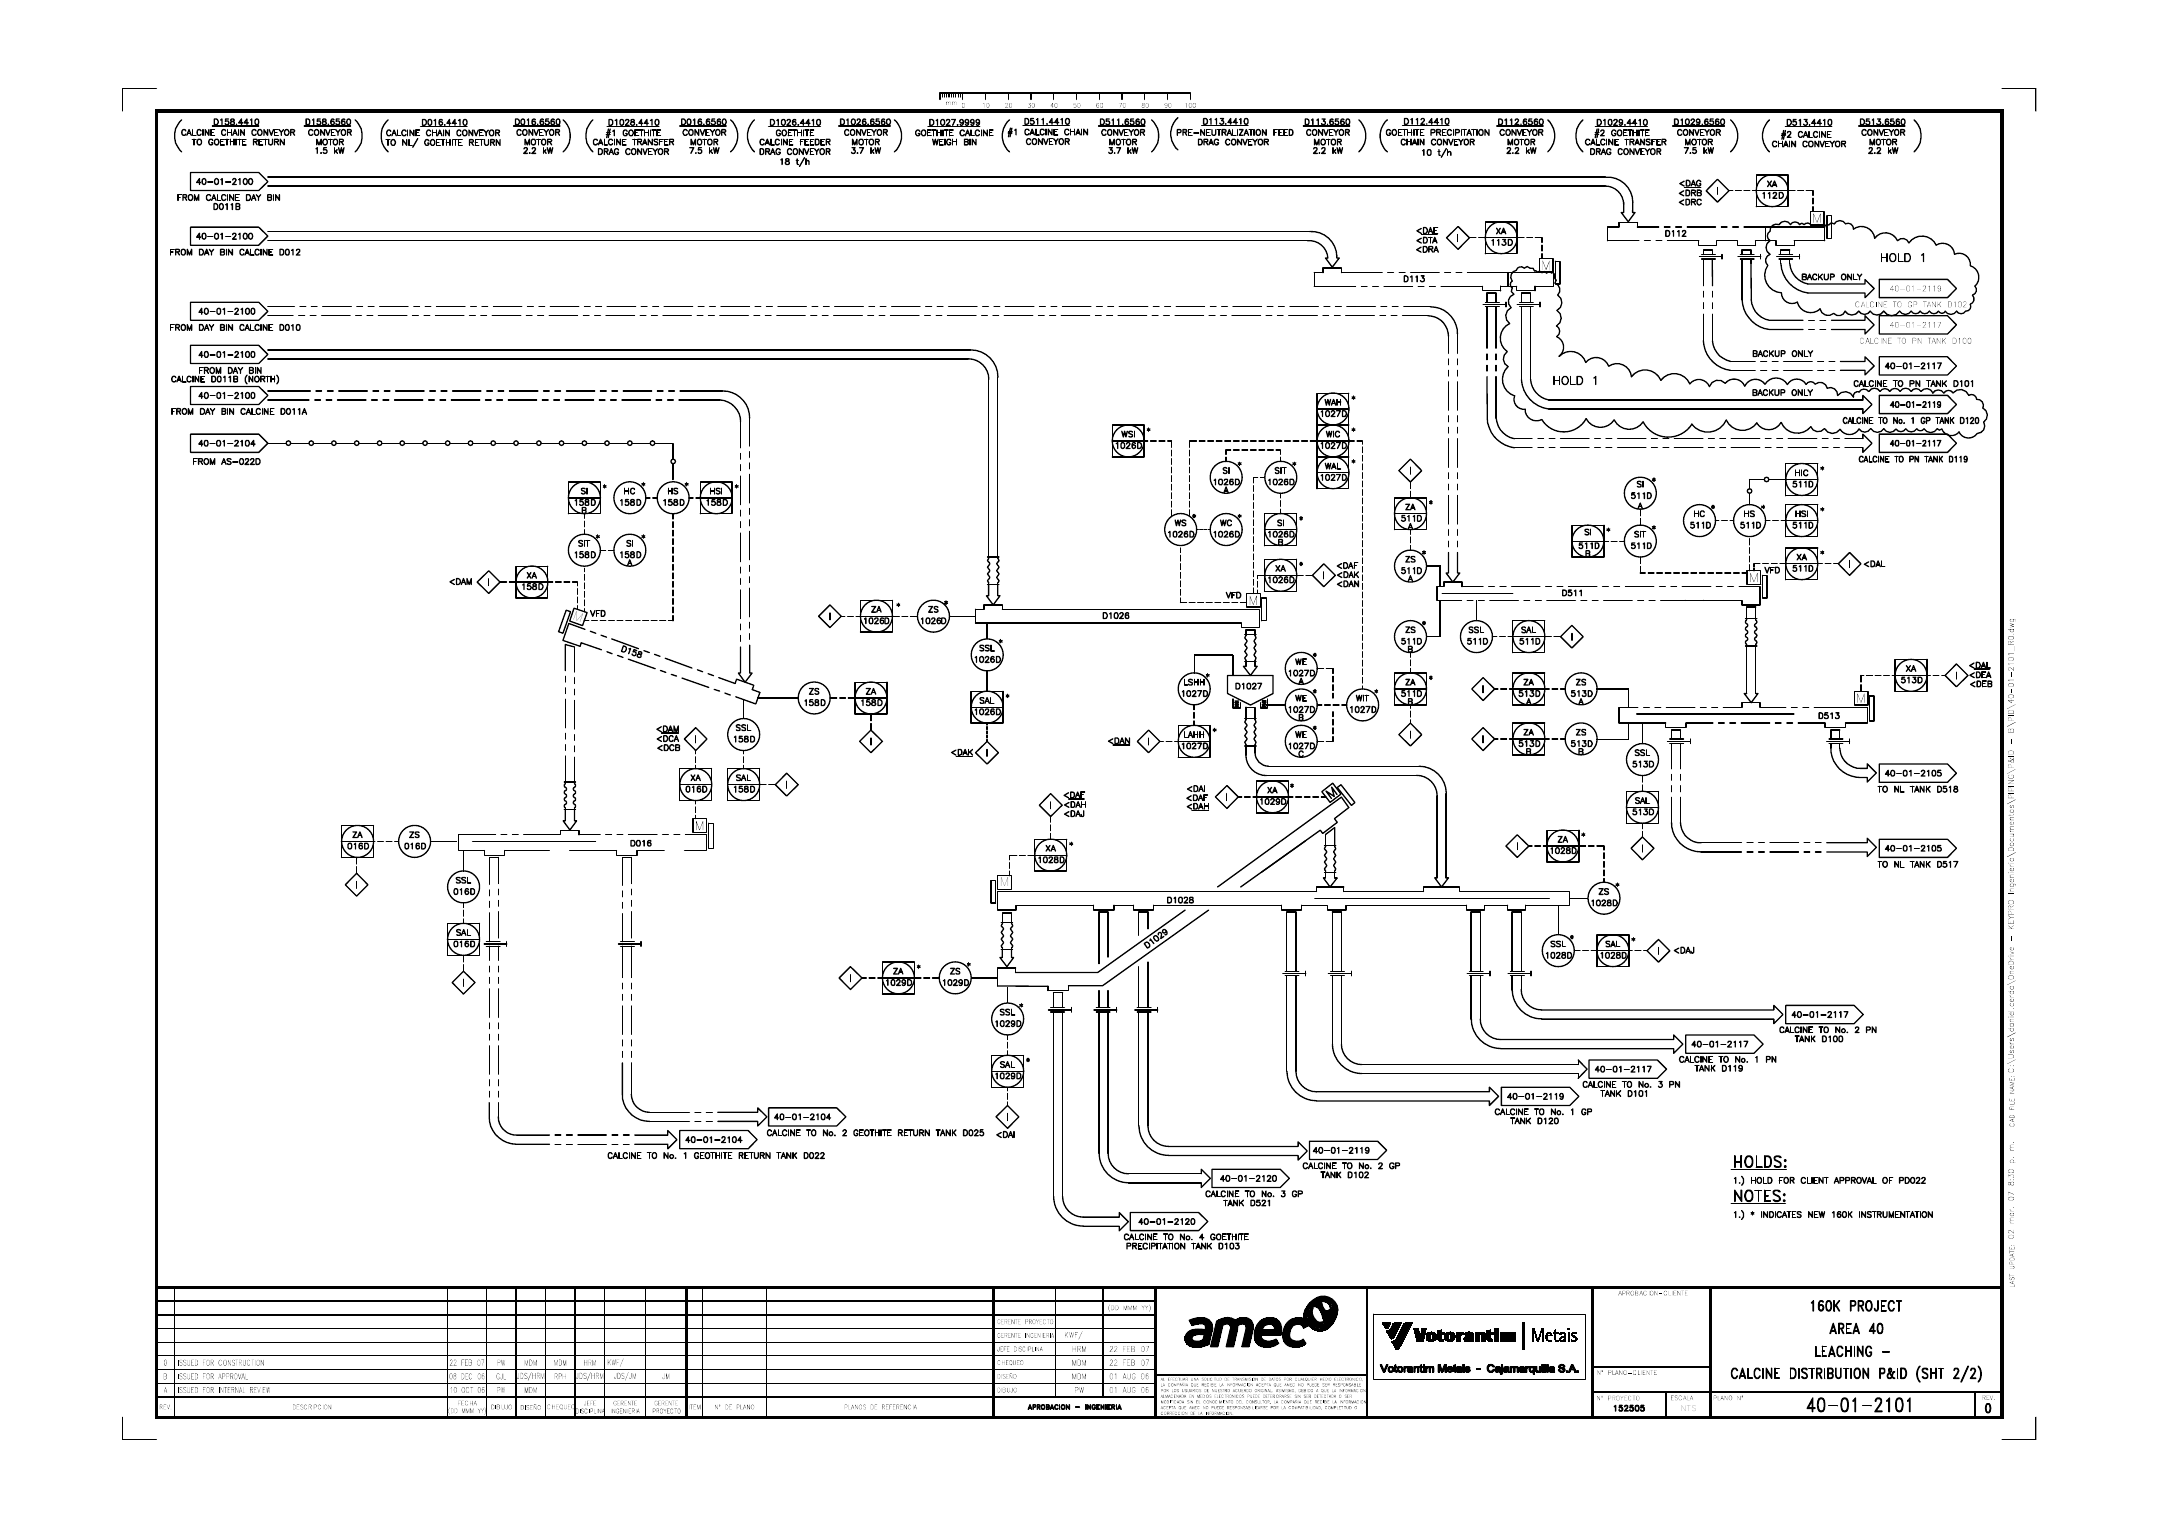 mm 0 10 20 30 40 50 60 70 80 90 100
D158.4410
CALCINE CHAIN CONVEYOR
TO GOETHITE RETURN
D158.6560
CONVEYOR
MOTOR
1.5 kW
D016.4410
CALCINE CHAIN CONVEYOR
TO NL/ GOETHITE RETURN
D016.6560
CONVEYOR
MOTOR
2.2 kW
D1028.4410
#1 GOETHITE
CALCINE TRANSFER
DRAG CONVEYOR
D016.6560
CONVEYOR
MOTOR
7.5 kW
D1026.4410
GOETHITE
CALCINE FEEDER
DRAG CONVEYOR
18 t/h
D1026.6560
CONVEYOR
MOTOR
3.7 kW
D1027.9999
GOETHITE CALCINE
WEIGH BIN
D511.4410
#1 CALCINE CHAIN
CONVEYOR
D511.6560
CONVEYOR
MOTOR
3.7 kW
D113.4410
PRE-NEUTRALIZATION FEED
DRAG CONVEYOR
D113.6560
CONVEYOR
MOTOR
2.2 kW
D112.4410
GOETHITE PRECIPITATION
CHAIN CONVEYOR
10 t/h
D112.6560
CONVEYOR
MOTOR
2.2 kW
D1029.4410
#2 GOETHITE
CALCINE TRANSFER
DRAG CONVEYOR
D1029.6560
CONVEYOR
MOTOR
7.5 kW
D513.4410
#2 CALCINE
CHAIN CONVEYOR
D513.6560
CONVEYOR
MOTOR
2.2 kW
40-01-2100
FROM CALCINE DAY BIN
D011B
40-01-2100
FROM DAY BIN CALCINE D012
40-01-2100
FROM DAY BIN CALCINE D010
40-01-2100
FROM DAY BIN
CALCINE D011B (NORTH)
40-01-2100
FROM DAY BIN CALCINE D011A
40-01-2104
FROM AS-022D
<DAG
<DRB
<DRC
I
XA
112D
M
D112
HOLD 1
BACKUP ONLY
40-01-2119
CALCINE TO GP TANK D102
40-01-2117
CALCINE TO PN TANK D100
BACKUP ONLY
40-01-2117
CALCINE TO PN TANK D101
BACKUP ONLY
40-01-2119
CALCINE TO No. 1 GP TANK D120
40-01-2117
CALCINE TO PN TANK D119
<DAE
<DTA
<DRA
I
XA
113D
M
D113
HOLD 1
SI *
158D
B
HC *
158D
HS *
158D
HSI *
158D
SIT *
158D
SI *
158D
A
<DAM
I
XA *
158D
M
VFD
D158
ZS
158D
ZA
158D
I
SSL
158D
SAL
158D
I
<DAM
<DCA
<DCB
I
XA
016D
M
D016
ZA
016D
ZS
016D
I
SSL
016D
SAL
016D
I
40-01-2104
CALCINE TO No. 2 GEOTHITE RETURN TANK D025
40-01-2104
CALCINE TO No. 1 GEOTHITE RETURN TANK D022
WSI *
1026D
WAH *
1027D
WIC *
1027D
WAL *
1027D
SI *
1026D
A
SIT *
1026D
WS *
1026D
WC *
1026D
SI *
1026D
B
XA *
1026D
I
<DAF
<DAK
<DAN
VFD
M
D1026
I
ZA *
1026D
ZS *
1026D
SSL *
1026D
SAL *
1026D
<DAK
I
LSHH *
1027D
D1027
WE *
1027D
A
WE *
1027D
B
WE *
1027D
C
WIT *
1027D
<DAN
I
LAHH *
1027D
I
ZA *
511D
A
ZS *
511D
A
ZS *
511D
B
ZA *
511D
B
I
SI *
511D
A
SI *
511D
B
SIT *
511D
HIC *
511D
HC *
511D
HS *
511D
HSI *
511D
XA *
511D
I
<DAL
M
VFD
D511
SSL *
511D
SAL *
511D
I
I
ZA *
513D
A
ZS *
513D
A
I
ZA *
513D
B
ZS *
513D
B
XA *
513D
I
<DAL
<DEA
<DEB
M
D513
SSL *
513D
SAL *
513D
I
40-01-2105
TO NL TANK D518
40-01-2105
TO NL TANK D517
<DAI
<DAF
<DAH
I
XA *
1029D
M
I
<DAF
<DAH
<DAJ
XA *
1028D
M
D1028
I
ZA *
1028D
ZS *
1028D
SSL *
1028D
SAL *
1028D
I
<DAJ
D1029
I
ZA *
1029D
ZS *
1029D
SSL *
1029D
SAL *
1029D
I
<DAI
40-01-2117
CALCINE TO No. 2 PN
TANK D100
40-01-2117
CALCINE TO No. 1 PN
TANK D119
40-01-2117
CALCINE TO No. 3 PN
TANK D101
40-01-2119
CALCINE TO No. 1 GP
TANK D120
40-01-2119
CALCINE TO No. 2 GP
TANK D102
40-01-2120
CALCINE TO No. 3 GP
TANK D521
40-01-2120
CALCINE TO No. 4 GOETHITE
PRECIPITATION TANK D103
HOLDS:
1.) HOLD FOR CLIENT APPROVAL OF PD022
NOTES:
1.) * INDICATES NEW 160K INSTRUMENTATION
0 ISSUED FOR CONSTRUCTION 22 FEB 07 PW MDM MDM HRM KWF/
B ISSUED FOR APPROVAL 08 DEC 06 CJL JDS/HRM RPH JDS/HRM JDS/JM JM
A ISSUED FOR INTERNAL REVIEW 10 OCT 06 PW MDM
REV. DESCRIPCION FECHA (DD MMM YY) DIBUJO DISEÑO CHEQUEO JEFE DISCIPLINA GERENTE INGENIERIA GERENTE PROYECTO ITEM N° DE PLANO PLANOS DE REFERENCIA
(DD MMM YY)
GERENTE PROYECTO
GERENTE INGENIERIA KWF/
JEFE DISCIPLINA HRM 22 FEB 07
CHEQUEO MDM 22 FEB 07
DISEÑO MDM 01 AUG 06
DIBUJO PW 01 AUG 06
APROBACION - INGENIERIA
amec
Votorantim | Metais
Votorantim Metais - Cajamarquilla S.A.
APROBACION-CLIENTE
N° PLANO-CLIENTE
N° PROYECTO
152505
ESCALA
NTS
160K PROJECT
AREA 40
LEACHING -
CALCINE DISTRIBUTION P&ID (SHT 2/2)
PLANO N°
40-01-2101
REV.
0